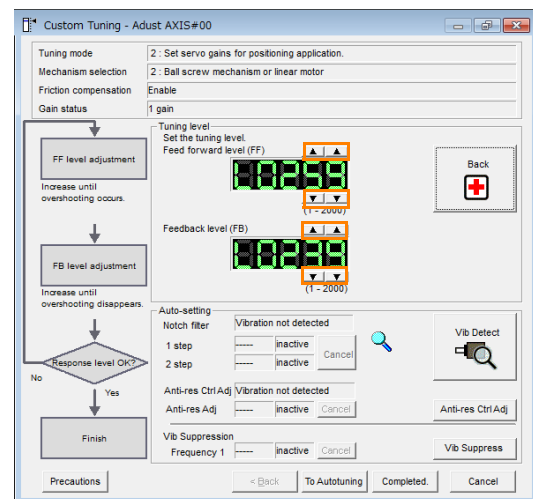 Custom Tuning - Adust AXIS#00
Tuning mode 2 : Set servo gains for positioning application.
Mechanism selection 2 : Ball screw mechanism or linear motor
Friction compensation Enable
Gain status 1 gain
FF level adjustment
Increase until
overshooting occurs.
FB level adjustment
Increase until
overshooting disappears.
Response level OK?
No
Yes
Finish
Tuning level
Set the tuning level.
Feed forward level (FF)
(1 - 2000)
Feedback level (FB)
(1 - 2000)
Back
Auto-setting
Notch filter Vibration not detected
1 step ----- inactive
2 step ----- inactive
Cancel
Vib Detect
Anti-res Ctrl Adj Vibration not detected
Anti-res Adj ----- inactive Cancel
Anti-res Ctrl Adj
Vib Suppression
Frequency 1 ----- inactive Cancel
Vib Suppress
Precautions < Back To Autotuning Completed. Cancel